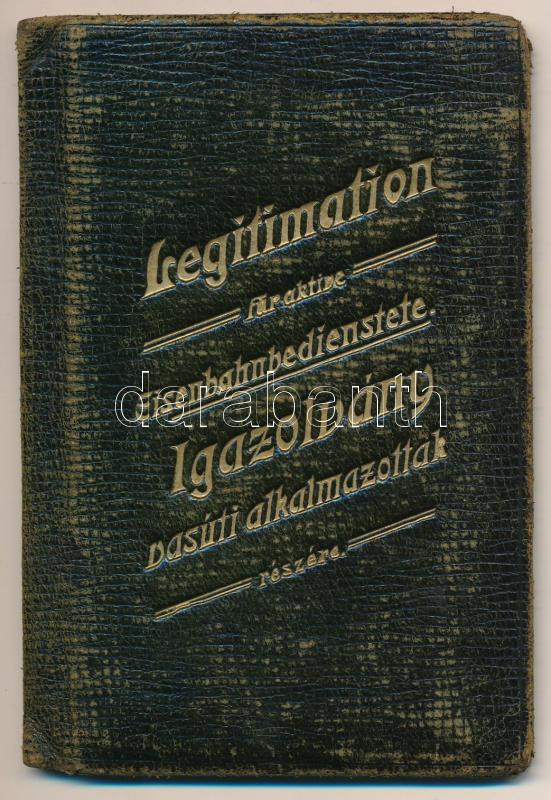 Legitimation
für aktive
Eisenbahnbedienstete.
darabanth
Igazolvány
vasúti alkalmazottak
részére.